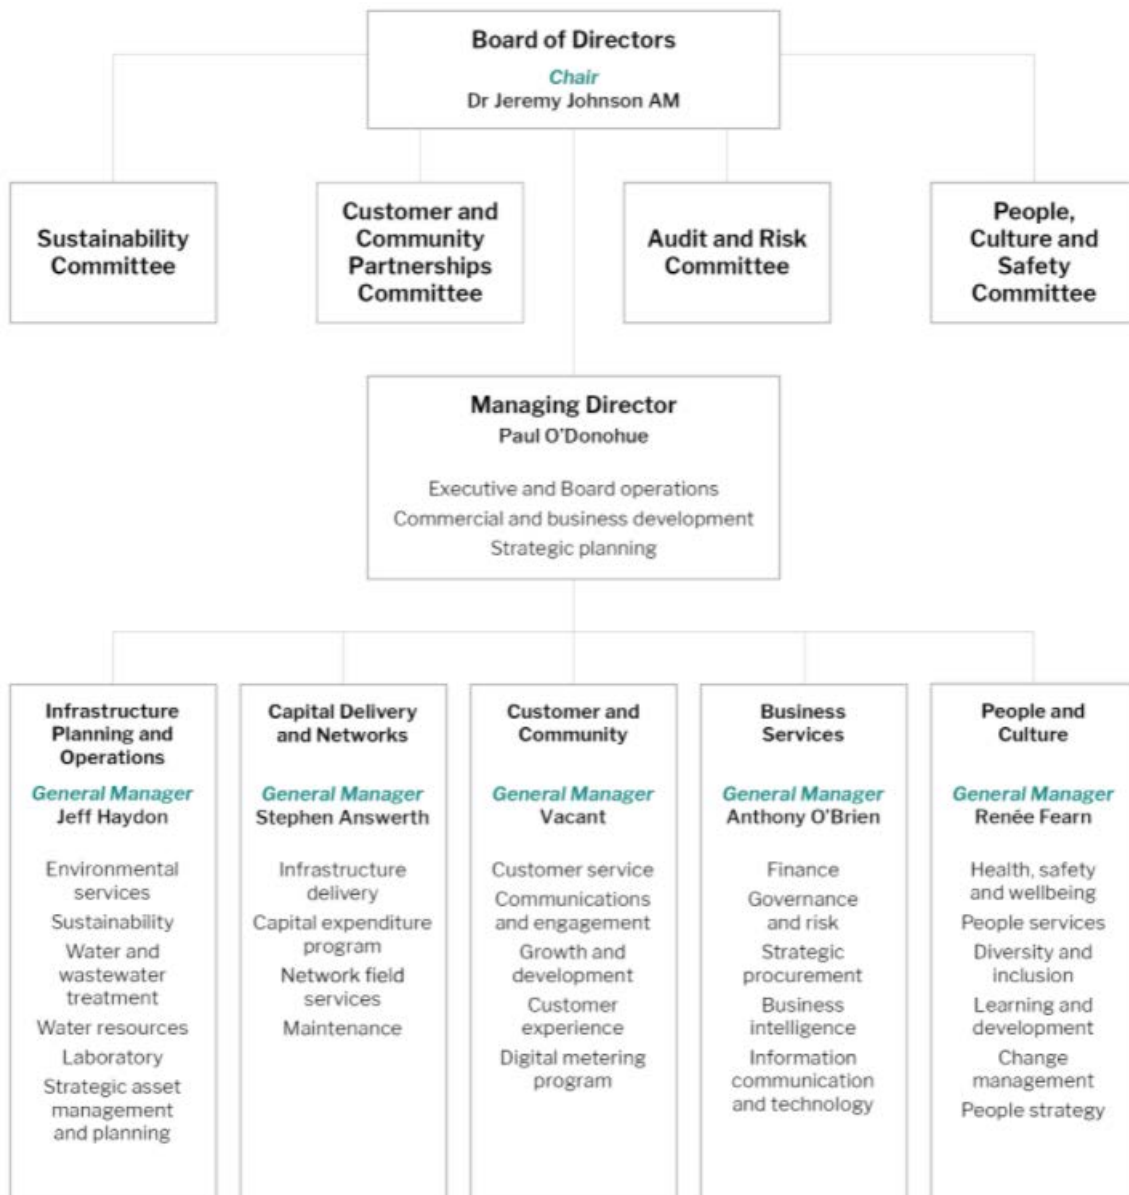 Board of Directors
Chair
Dr Jeremy Johnson AM
Sustainability
Committee
Customer and
Community
Partnerships
Committee
Audit and Risk
Committee
People,
Culture and
Safety
Committee
Managing Director
Paul O'Donohue
Executive and Board operations
Commercial and business development
Strategic planning
Infrastructure
Planning and
Operations
General Manager
Jeff Haydon
Environmental
services
Sustainability
Water and
wastewater
treatment
Water resources
Laboratory
Strategic asset
management
and planning
Capital Delivery
and Networks
General Manager
Stephen Answerth
Infrastructure
delivery
Capital expenditure
program
Network field
services
Maintenance
Customer and
Community
General Manager
Vacant
Customer service
Communications
and engagement
Growth and
development
Customer
experience
Digital metering
program
Business
Services
General Manager
Anthony O'Brien
Finance
Governance
and risk
Strategic
procurement
Business
intelligence
Information
communication
and technology
People and
Culture
General Manager
Renée Fearn
Health, safety
and wellbeing
People services
Diversity and
inclusion
Learning and
development
Change
management
People strategy